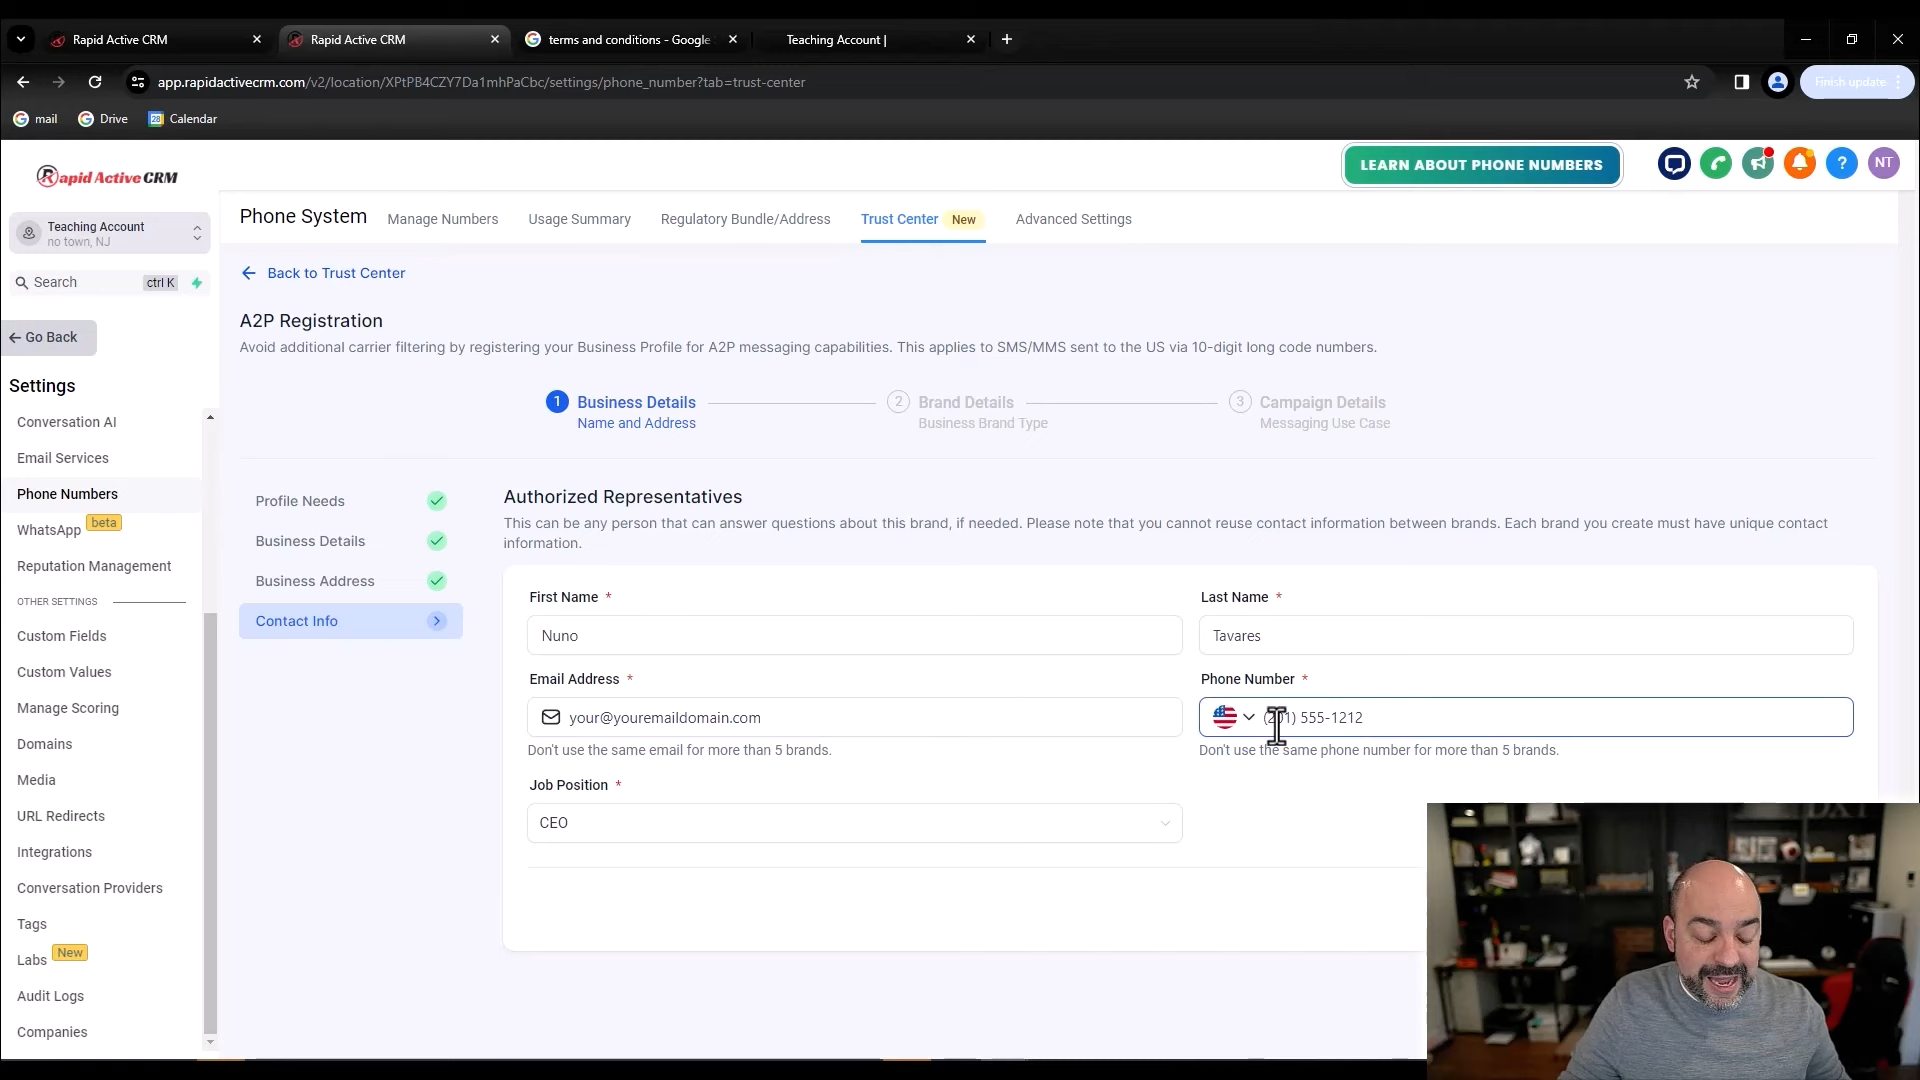 Rapid Active CRM
Rapid Active CRM
terms and conditions - Google
Teaching Account |
app.rapidactivecrm.com/v2/location/XPtPB4CZY7Da1mhPaCbc/settings/phone_number?tab=trust-center
Finish update
mail
Drive
28 Calendar
Rapid Active CRM
LEARN ABOUT PHONE NUMBERS
? NT
Teaching Account
no town, NJ
Phone System
Manage Numbers
Usage Summary
Regulatory Bundle/Address
Trust Center New
Advanced Settings
Search ctrl K
Back to Trust Center
Go Back
A2P Registration
Avoid additional carrier filtering by registering your Business Profile for A2P messaging capabilities. This applies to SMS/MMS sent to the US via 10-digit long code numbers.
1 Business Details
Name and Address
2 Brand Details
Business Brand Type
3 Campaign Details
Messaging Use Case
Settings
Conversation AI
Email Services
Phone Numbers
WhatsApp beta
Reputation Management
OTHER SETTINGS
Custom Fields
Custom Values
Manage Scoring
Domains
Media
URL Redirects
Integrations
Conversation Providers
Tags
Labs New
Audit Logs
Companies
Profile Needs
Business Details
Business Address
Contact Info
Authorized Representatives
This can be any person that can answer questions about this brand, if needed. Please note that you cannot reuse contact information between brands. Each brand you create must have unique contact
information.
First Name *
Nuno
Last Name *
Tavares
Email Address *
your@youremaildomain.com
Don't use the same email for more than 5 brands.
Phone Number *
(201) 555-1212
Don't use the same phone number for more than 5 brands.
Job Position *
CEO